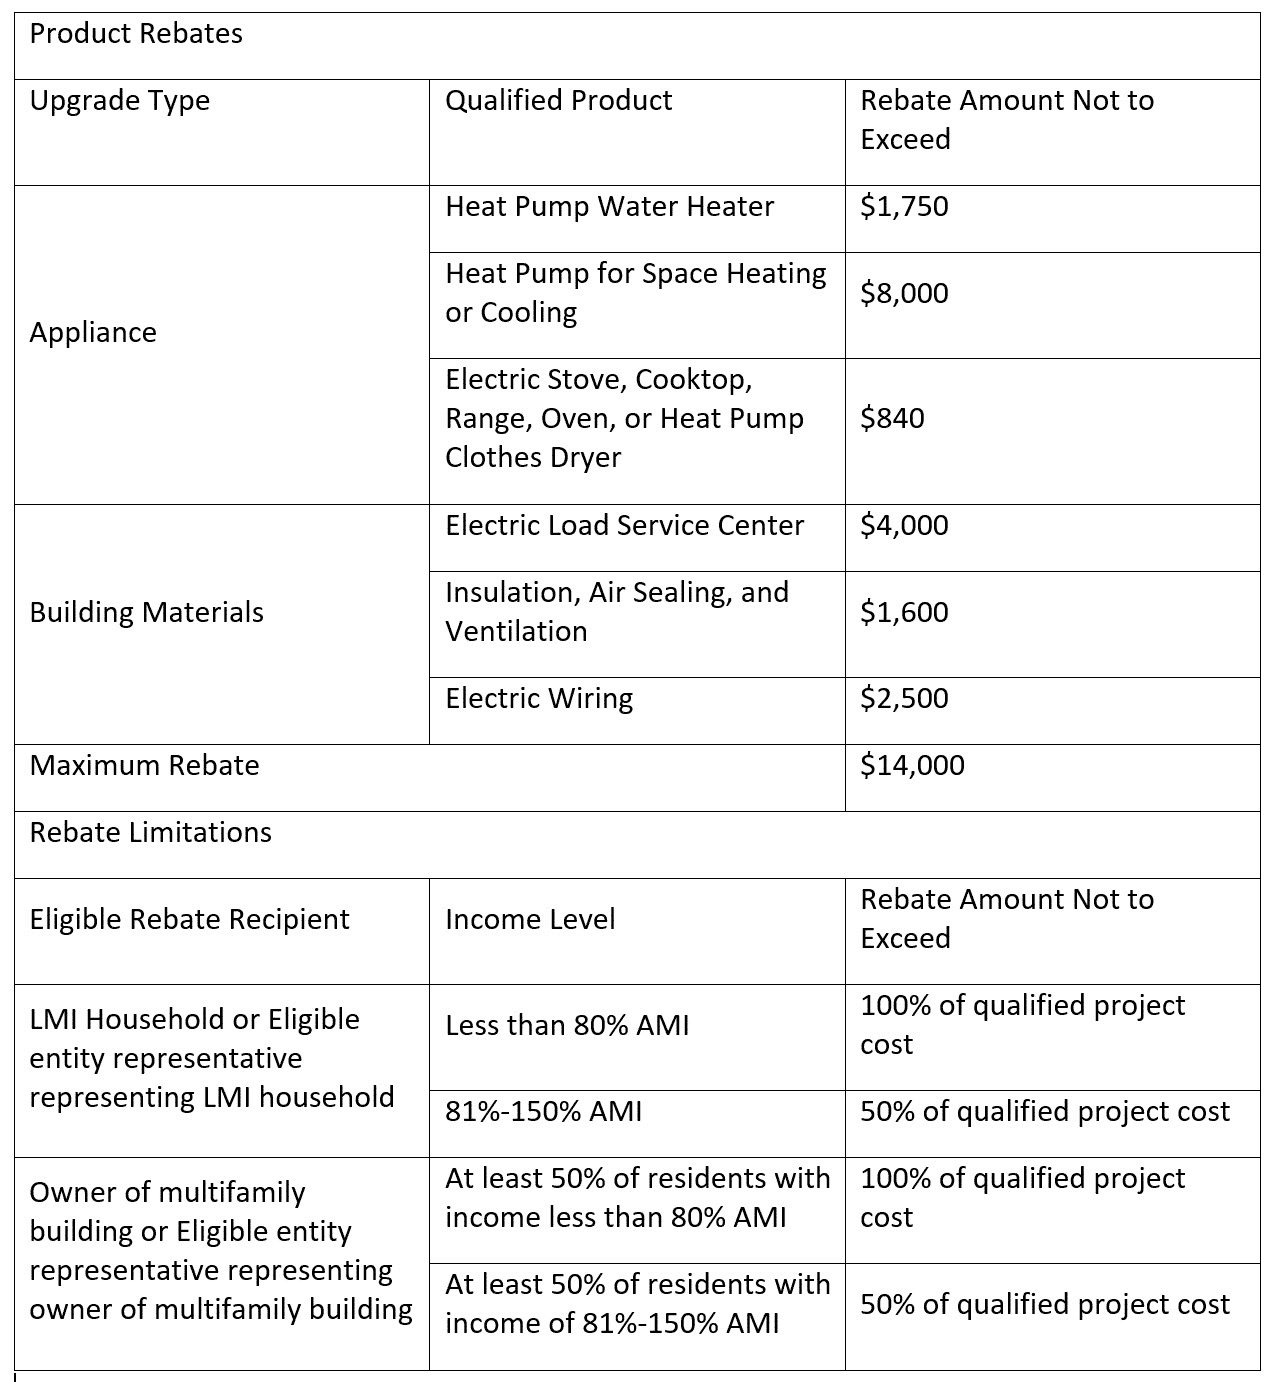 Product Rebates
Upgrade Type
Qualified Product
Rebate Amount Not to
Exceed
Appliance
Heat Pump Water Heater
$1,750
Heat Pump for Space Heating
or Cooling
$8,000
Electric Stove, Cooktop,
Range, Oven, or Heat Pump
Clothes Dryer
$840
Building Materials
Electric Load Service Center
$4,000
Insulation, Air Sealing, and
Ventilation
$1,600
Electric Wiring
$2,500
Maximum Rebate
$14,000
Rebate Limitations
Eligible Rebate Recipient
Income Level
Rebate Amount Not to
Exceed
LMI Household or Eligible
entity representative
representing LMI household
Less than 80% AMI
100% of qualified project
cost
81%-150% AMI
50% of qualified project cost
Owner of multifamily
building or Eligible entity
representative representing
owner of multifamily building
At least 50% of residents with
income less than 80% AMI
100% of qualified project
cost
At least 50% of residents with
income of 81%-150% AMI
50% of qualified project cost